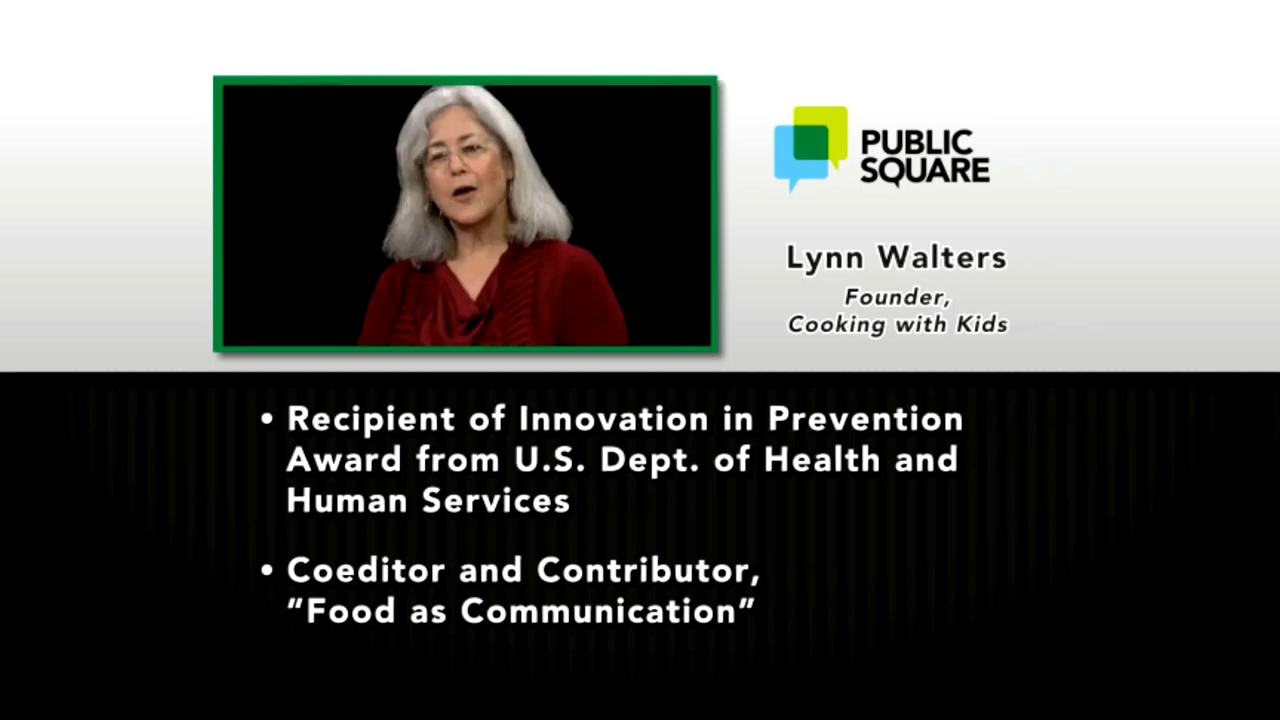 PUBLIC
SQUARE
Lynn Walters
Founder,
Cooking with Kids
• Recipient of Innovation in Prevention
Award from U.S. Dept. of Health and
Human Services
• Coeditor and Contributor,
“Food as Communication”